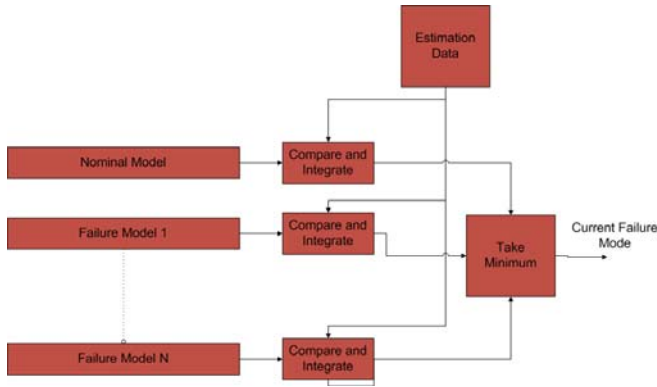 Estimation
Data
Nominal Model
Compare and
Integrate
Failure Model 1
Compare and
Integrate
Take
Minimum
Current Failure
Mode
Failure Model N
Compare and
Integrate